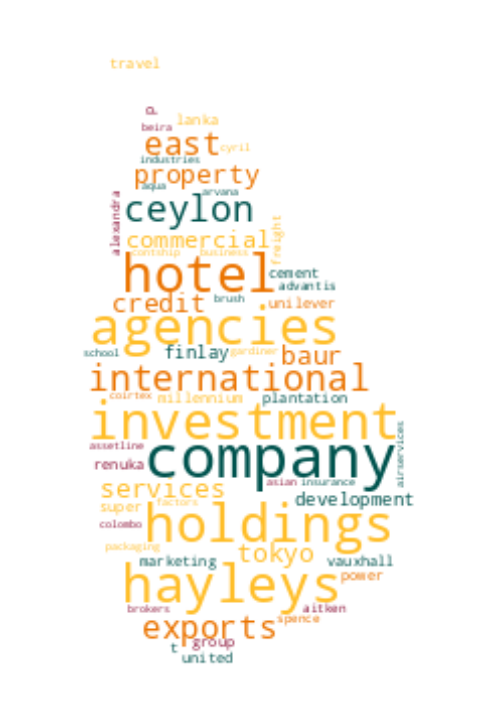 travel
a
beira
lanka
east
cyril
industries
property
aqua
arvana
alexandra
ceylon
freight
commercial
contship
business
hotel
cement
advantis
credit
brush
unilever
agencies
school
finlay
gardiner
baur
international
coirtex
millennium
plantation
investment
airservices
assetline
company
renuka
asian
insurance
services
development
super
factors
colombo
holdings
packaging
tokyo
marketing
vauxhall
hayleys
power
brokers
aitken
exports
spence
group
t
united